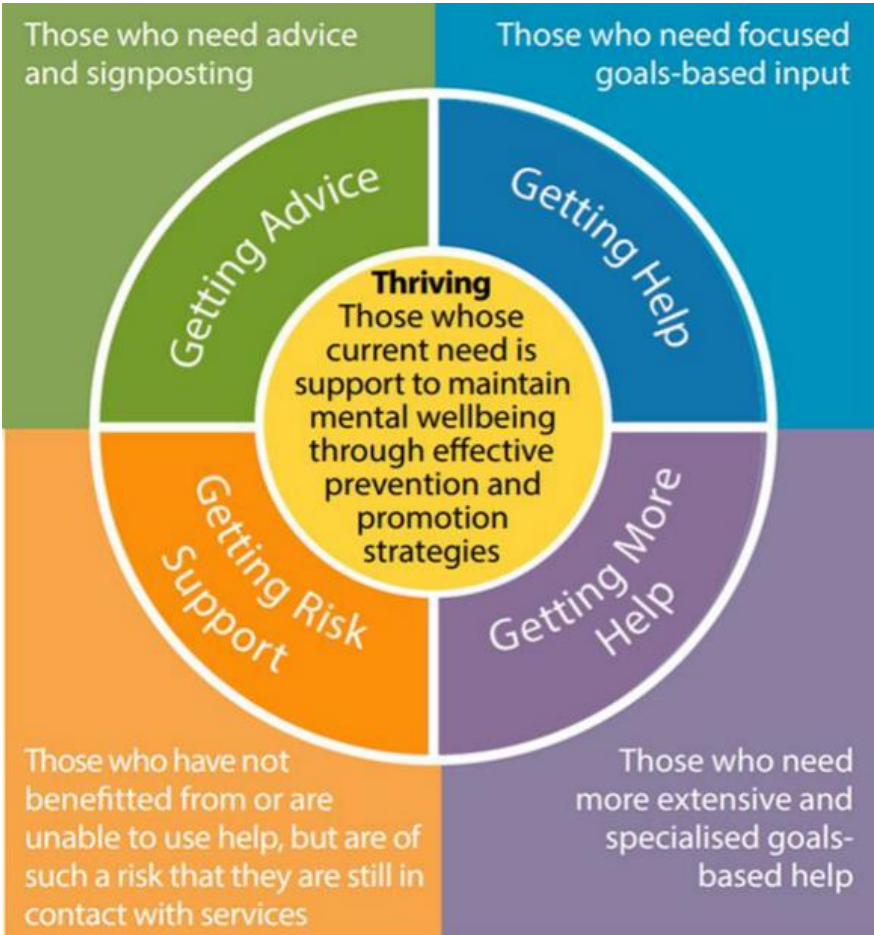 Those who need advice
and signposting
Those who need focused
goals-based input
Getting Advice
Getting Help
Thriving
Those whose
current need is
support to maintain
mental wellbeing
through effective
prevention and
promotion
strategies
Getting Risk
Support
Getting More
Help
Those who have not
benefitted from or are
unable to use help, but are of
such a risk that they are still in
contact with services
Those who need
more extensive and
specialised goals-
based help